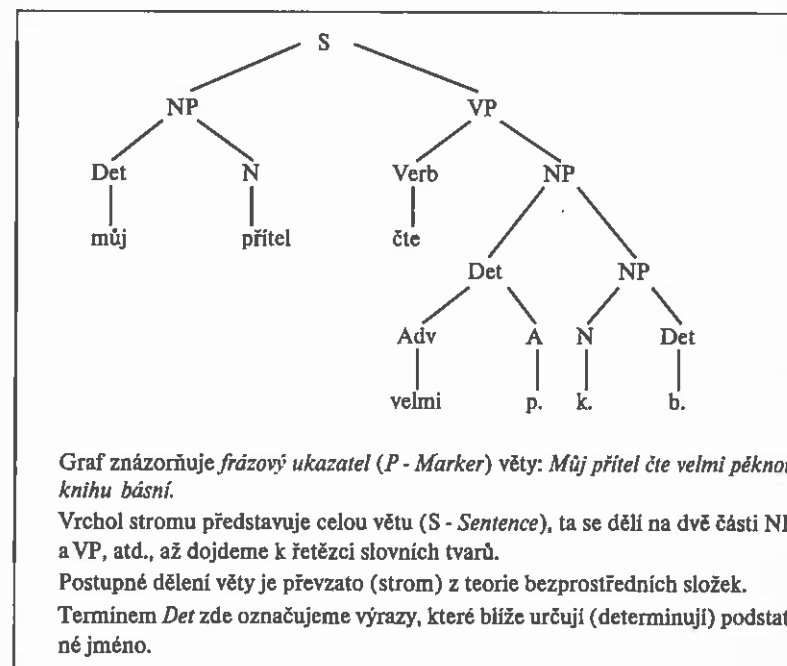 S
NP VP
Det N Verb NP
můj přítel čte
Det NP
Adv A N Det
velmi p. k. b.
Graf znázorňuje frázový ukazatel (P - Marker) věty: Můj přítel čte velmi pěknou
knihu básní.
Vrchol stromu představuje celou větu (S - Sentence), ta se dělí na dvě části NP
a VP, atd., až dojdeme k řetězci slovních tvarů.
Postupné dělení věty je převzato (strom) z teorie bezprostředních složek.
Termínem Det zde označujeme výrazy, které blíže určují (determinují) podstat
né jméno.